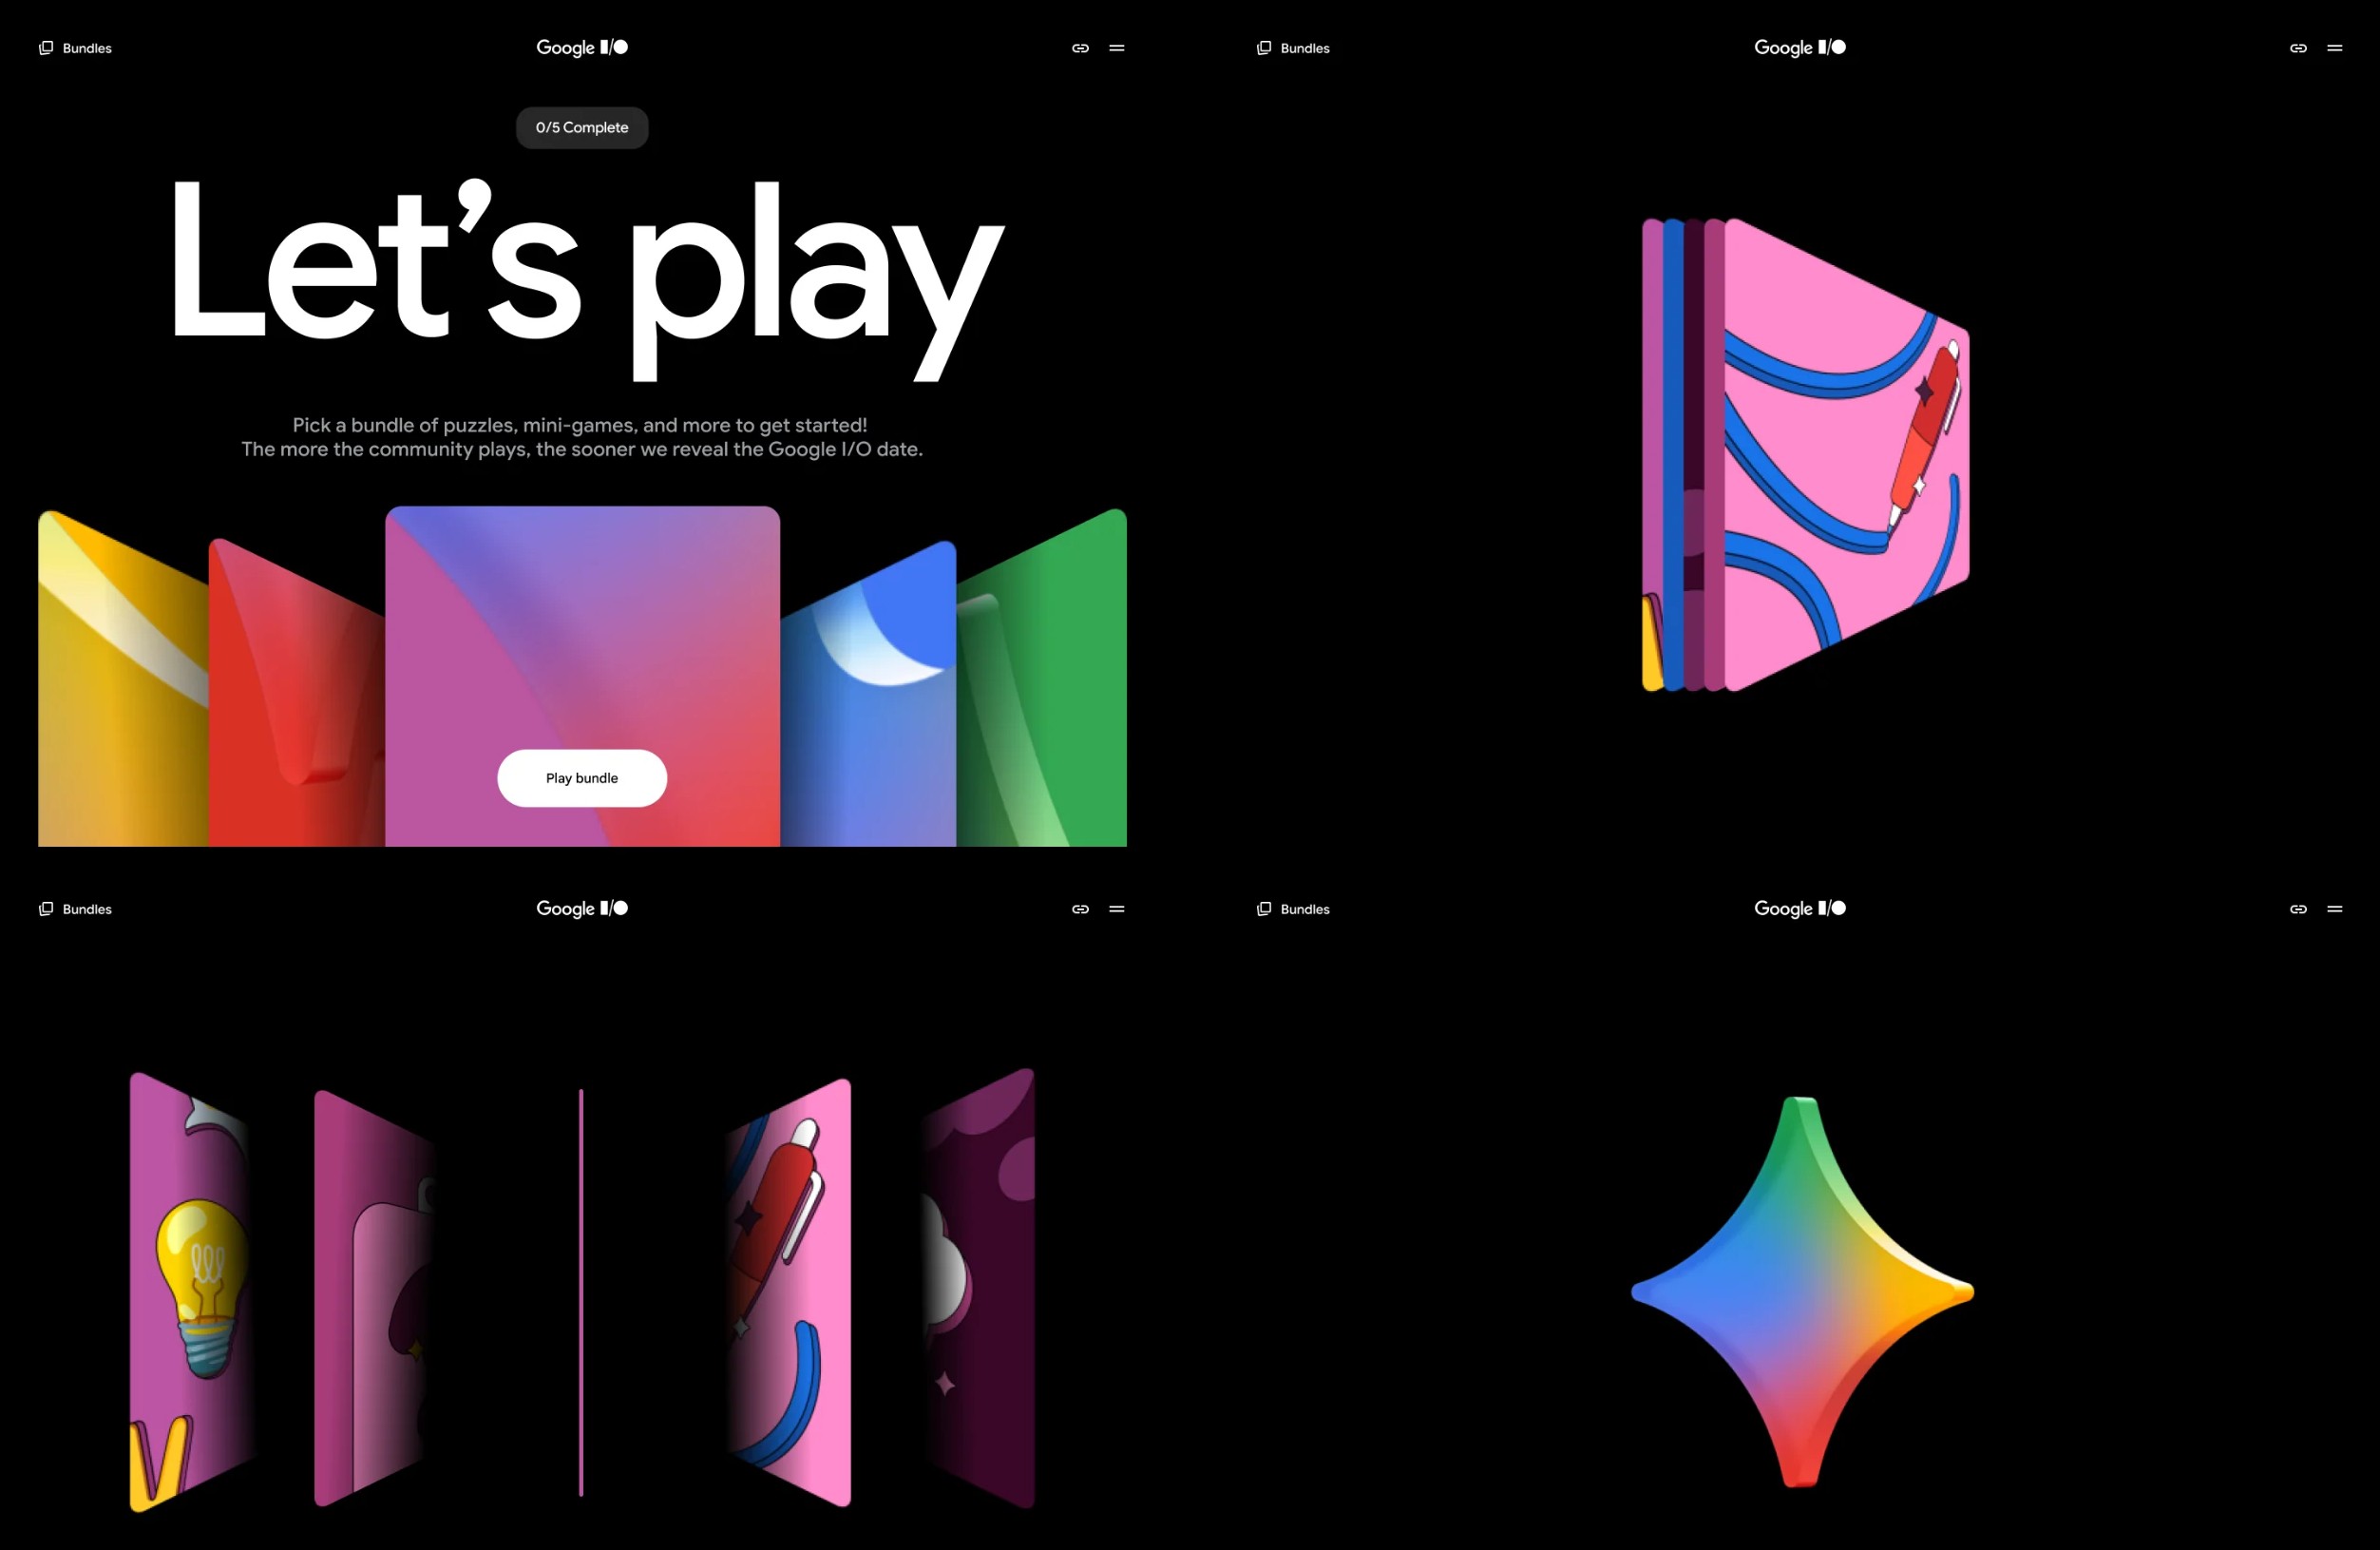 Bundles
Google I/O
0/5 Complete
Let’s play
Pick a bundle of puzzles, mini-games, and more to get started!
The more the community plays, the sooner we reveal the Google I/O date.
Play bundle
Bundles
Google I/O
Bundles
Google I/O
Bundles
Google I/O